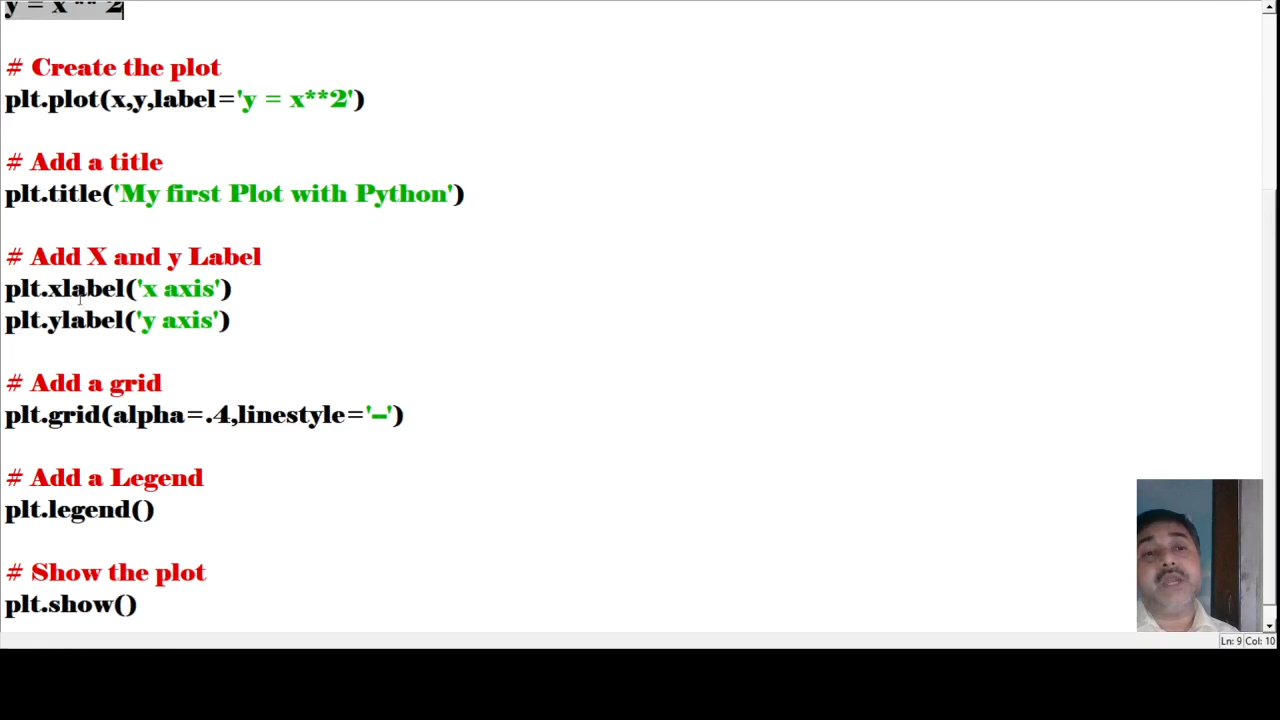 y = x ** 2
# Create the plot
plt.plot(x,y,label='y = x**2')
# Add a title
plt.title('My first Plot with Python')
# Add X and y Label
plt.xlabel('x axis')
plt.ylabel('y axis')
# Add a grid
plt.grid(alpha=.4,linestyle='--')
# Add a Legend
plt.legend()
# Show the plot
plt.show()
Ln: 9 Col: 10